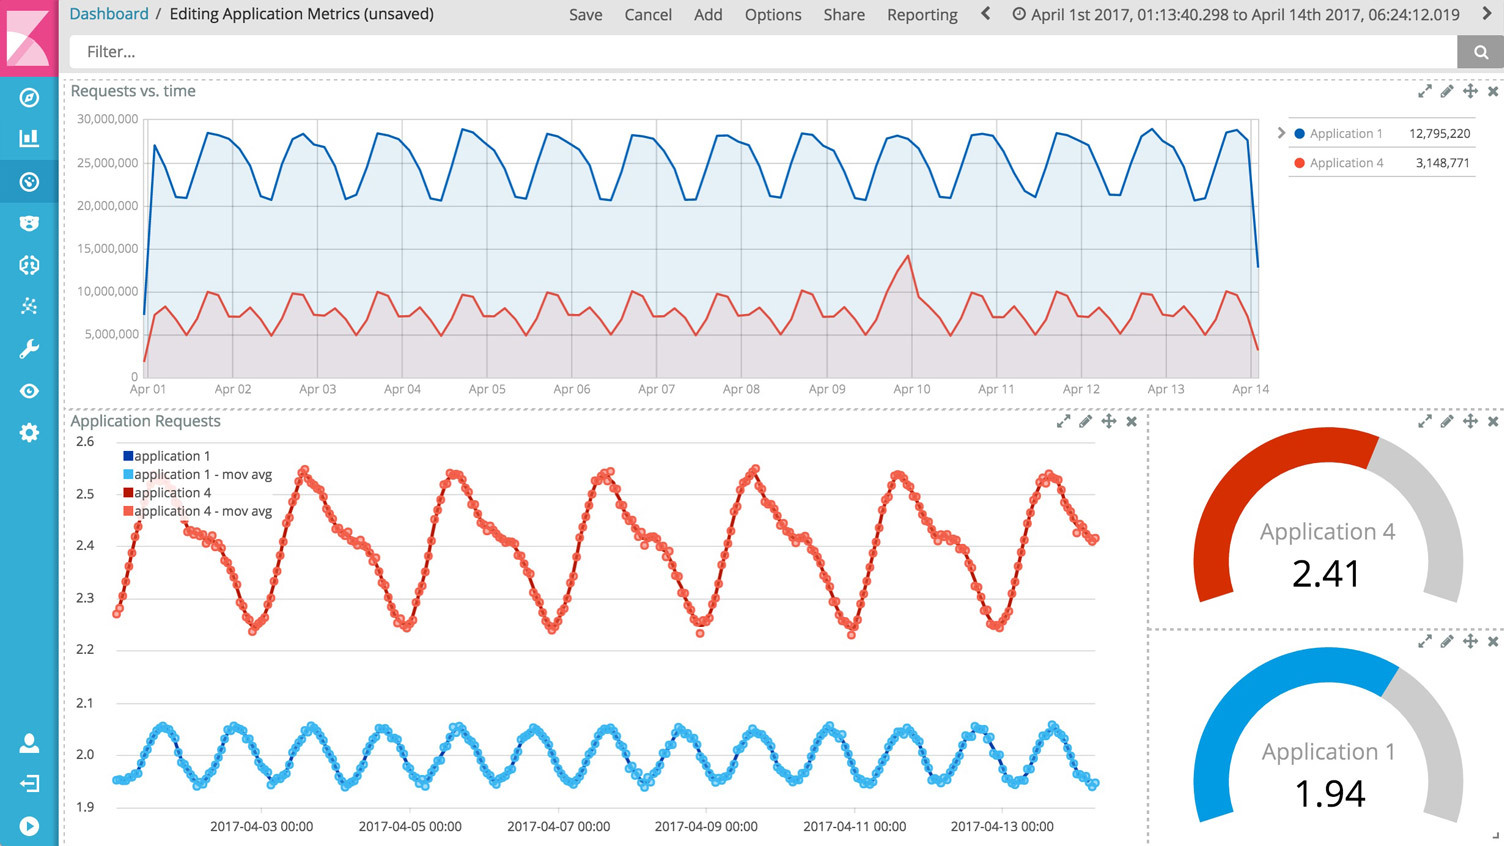 Dashboard / Editing Application Metrics (unsaved) Save Cancel Add Options Share Reporting April 1st 2017, 01:13:40.298 to April 14th 2017, 06:24:12.019
Filter...
Requests vs. time
30,000,000
25,000,000
20,000,000
15,000,000
10,000,000
5,000,000
0
Apr 01 Apr 02 Apr 03 Apr 04 Apr 05 Apr 06 Apr 07 Apr 08 Apr 09 Apr 10 Apr 11 Apr 12 Apr 13 Apr 14
Application 1 12,795,220
Application 4 3,148,771
Application Requests
2.6
2.5
2.4
2.3
2.2
2.1
2.0
1.9
application 1
application 1 - mov avg
application 4
application 4 - mov avg
2017-04-03 00:00 2017-04-05 00:00 2017-04-07 00:00 2017-04-09 00:00 2017-04-11 00:00 2017-04-13 00:00
Application 4
2.41
Application 1
1.94